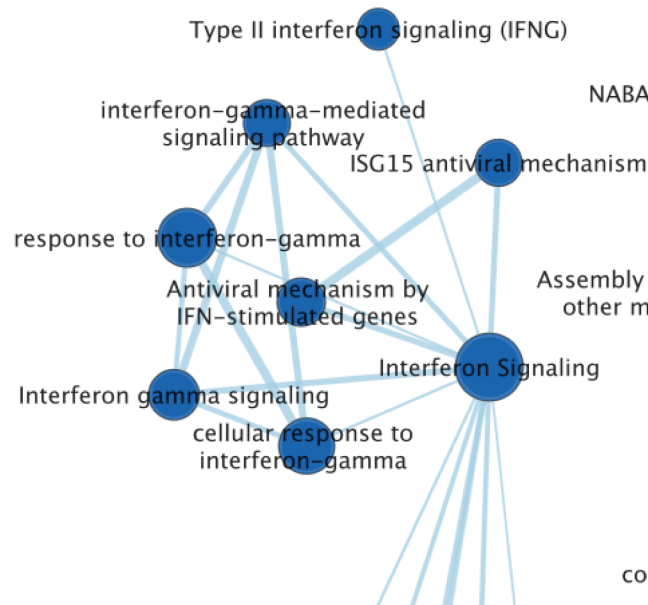 Type II interferon signaling (IFNG)
NABA
interferon-gamma-mediated
signaling pathway
ISG15 antiviral mechanism
response to interferon-gamma
Assembly
other m
Antiviral mechanism by
IFN-stimulated genes
Interferon Signaling
Interferon gamma signaling
cellular response to
interferon-gamma
co